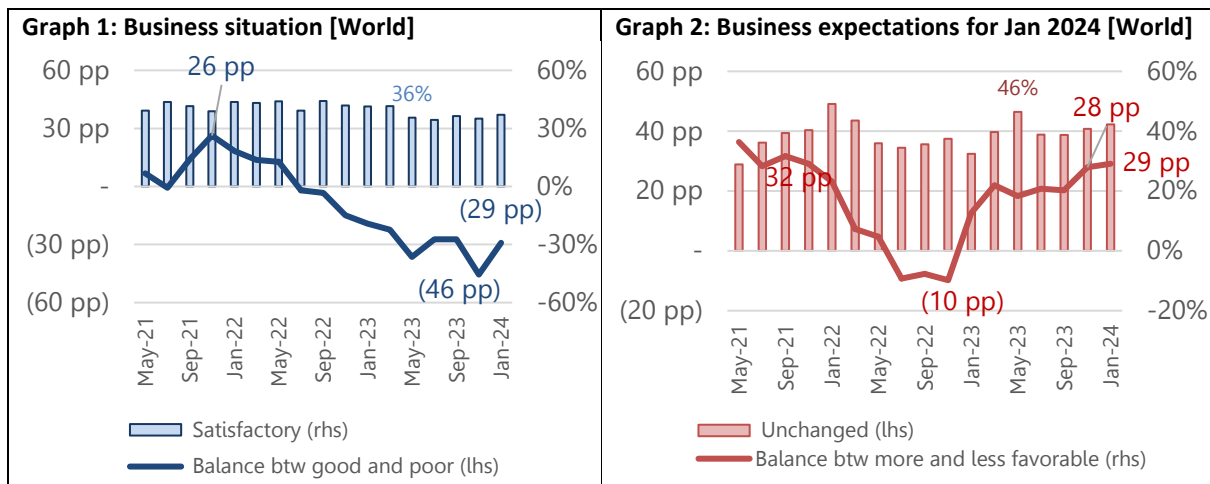 Graph 1: Business situation [World]
60 pp
30 pp
-
(30 pp)
(60 pp)
26 pp
36%
(29 pp)
(46 pp)
60%
30%
0%
-30%
-60%
May-21
Sep-21
Jan-22
May-22
Sep-22
Jan-23
May-23
Sep-23
Jan-24
Satisfactory (rhs)
Balance btw good and poor (lhs)
Graph 2: Business expectations for Jan 2024 [World]
60 pp
40 pp
20 pp
-
(20 pp)
46%
28 pp
32 pp
29 pp
(10 pp)
60%
40%
20%
0%
-20%
May-21
Sep-21
Jan-22
May-22
Sep-22
Jan-23
May-23
Sep-23
Jan-24
Unchanged (lhs)
Balance btw more and less favorable (rhs)